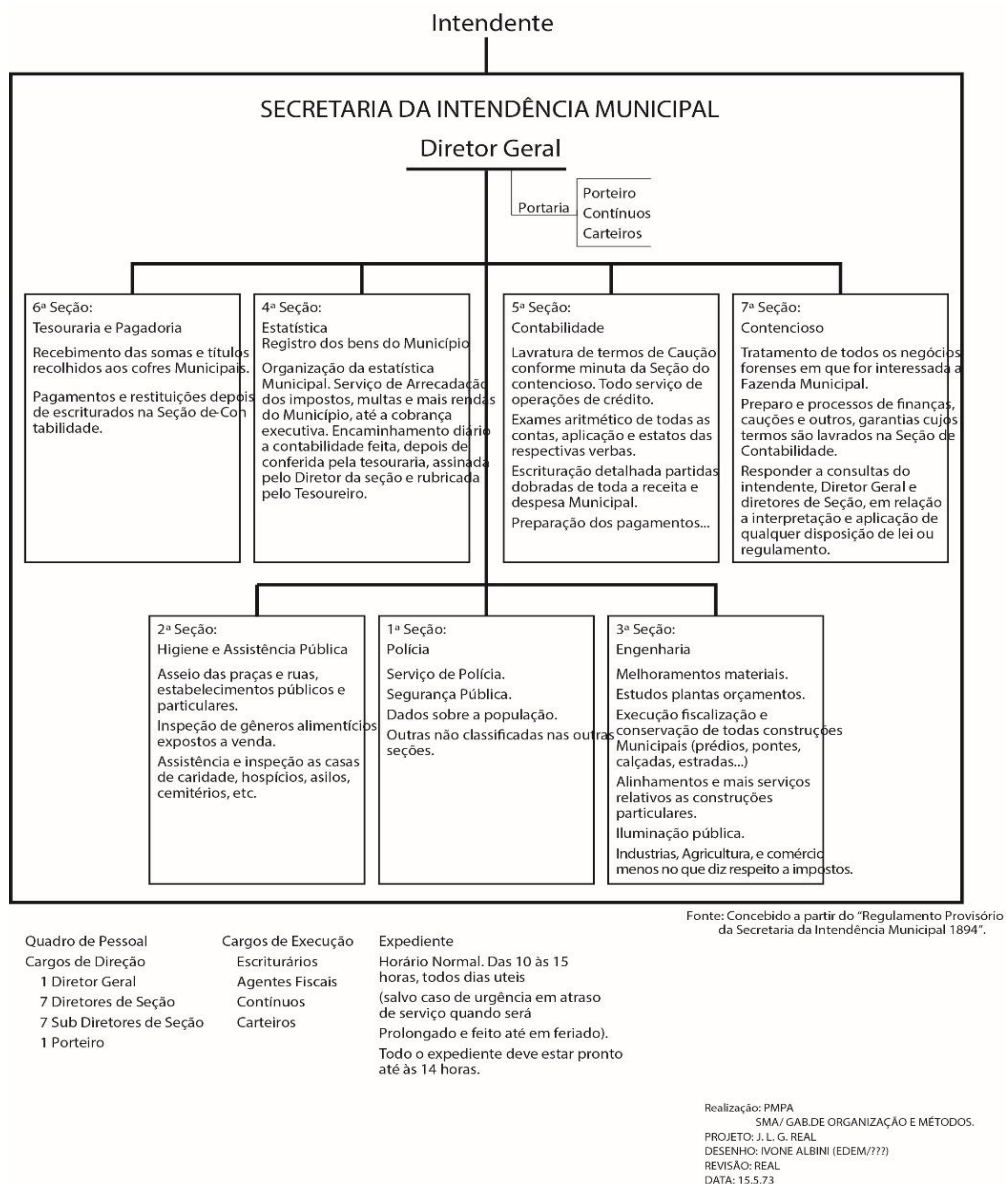 Intendente
SECRETARIA DA INTENDÊNCIA MUNICIPAL
Diretor Geral
Portaria
Porteiro
Contínuos
Carteiros
6ª Seção:
Tesouraria e Pagadoria
Recebimento das somas e títulos
recolhidos aos cofres Municipais.
Pagamentos e restituições depois
de escriturados na Seção de Con
tabilidade.
4ª Seção:
Estatística
Registro dos bens do Município
Organização da estatística
Municipal. Serviço de Arrecadação
dos impostos, multas e mais rendas
do Município, até a cobrança
executiva. Encaminhamento diário
a contabilidade feita, depois de
conferida pela tesouraria, assinada
pelo Diretor da seção e rubricada
pelo Tesoureiro.
5ª Seção:
Contabilidade
Lavratura de termos de Caução
conforme minuta da Seção do
contencioso. Todo serviço de
operações de crédito.
Exames aritmético de todas as
contas, aplicação e estatos das
respectivas verbas.
Escrituração detalhada partidas
dobradas de toda a receita e
despesa Municipal.
Preparação dos pagamentos...
7ª Seção:
Contencioso
Tratamento de todos os negócios
forenses em que for interessada a
Fazenda Municipal.
Preparo e processos de finanças,
cauções e outros, garantias cujos
termos são lavrados na Seção de
Contabilidade.
Responder a consultas do
intendente, Diretor Geral e
diretores de Seção, em relação
a interpretação e aplicação de
qualquer disposição de lei ou
regulamento.
2ª Seção:
Higiene e Assistência Pública
Asseio das praças e ruas,
estabelecimentos públicos e
particulares.
Inspeção de gêneros alimentícios
expostos a venda.
Assistência e inspeção as casas
de caridade, hospícios, asilos,
cemitérios, etc.
1ª Seção:
Polícia
Serviço de Polícia.
Segurança Pública.
Dados sobre a população.
Outras não classificadas nas outras
seções.
3ª Seção:
Engenharia
Melhoramentos materiais.
Estudos plantas orçamentos.
Execução fiscalização e
conservação de todas construções
Municipais (prédios, pontes,
calçadas, estradas...)
Alinhamentos e mais serviços
relativos as construções
particulares.
Iluminação pública.
Industrias, Agricultura, e comércio
menos no que diz respeito a impostos.
Fonte: Concebido a partir do “Regulamento Provisório
da Secretaria da Intendência Municipal 1894”.
Quadro de Pessoal
Cargos de Direção
1 Diretor Geral
7 Diretores de Seção
7 Sub Diretores de Seção
1 Porteiro
Cargos de Execução
Escriturários
Agentes Fiscais
Contínuos
Carteiros
Expediente
Horário Normal. Das 10 às 15
horas, todos dias uteis
(salvo caso de urgência em atraso
de serviço quando será
Prolongado e feito até em feriado).
Todo o expediente deve estar pronto
até às 14 horas.
Realização: PMPA
SMA/ GAB.DE ORGANIZAÇÃO E MÉTODOS.
PROJETO: J. L. G. REAL
DESENHO: IVONE ALBINI (EDEM/???)
REVISÃO: REAL
DATA: 15.5.73